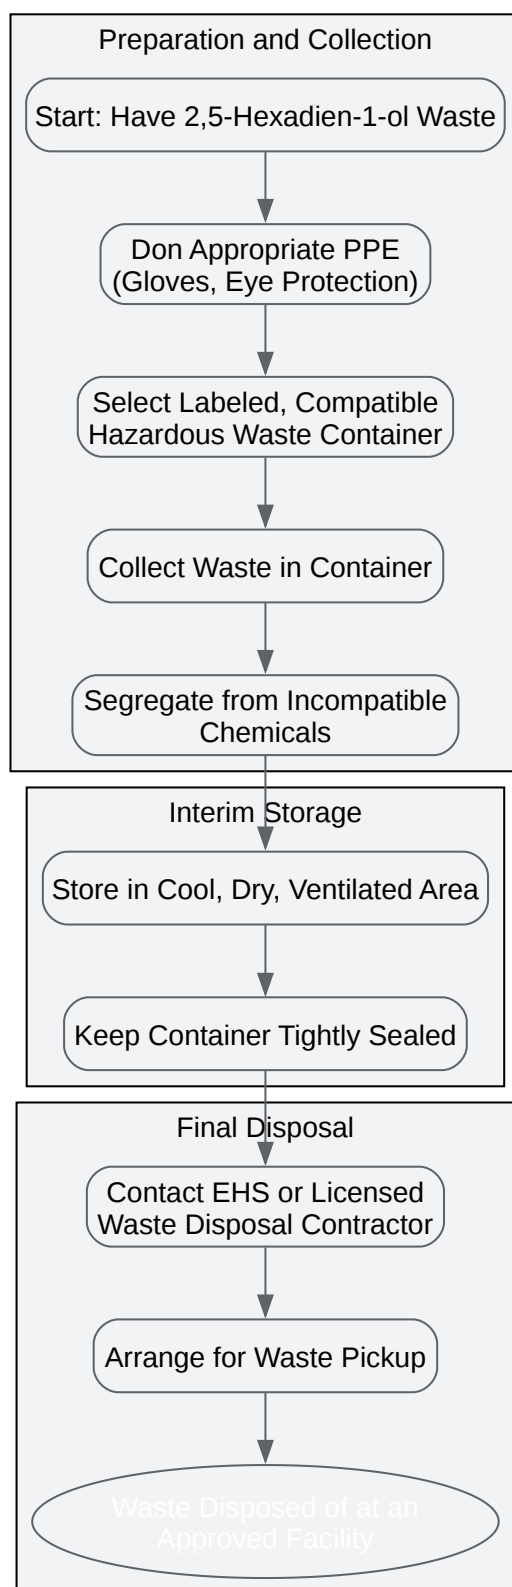 Preparation and Collection
Start: Have 2,5-Hexadien-1-ol Waste
Don Appropriate PPE
(Gloves, Eye Protection)
Select Labeled, Compatible
Hazardous Waste Container
Collect Waste in Container
Segregate from Incompatible
Chemicals
Interim Storage
Store in Cool, Dry, Ventilated Area
Keep Container Tightly Sealed
Final Disposal
Contact EHS or Licensed
Waste Disposal Contractor
Arrange for Waste Pickup
Waste Disposed of at an
Approved Facility